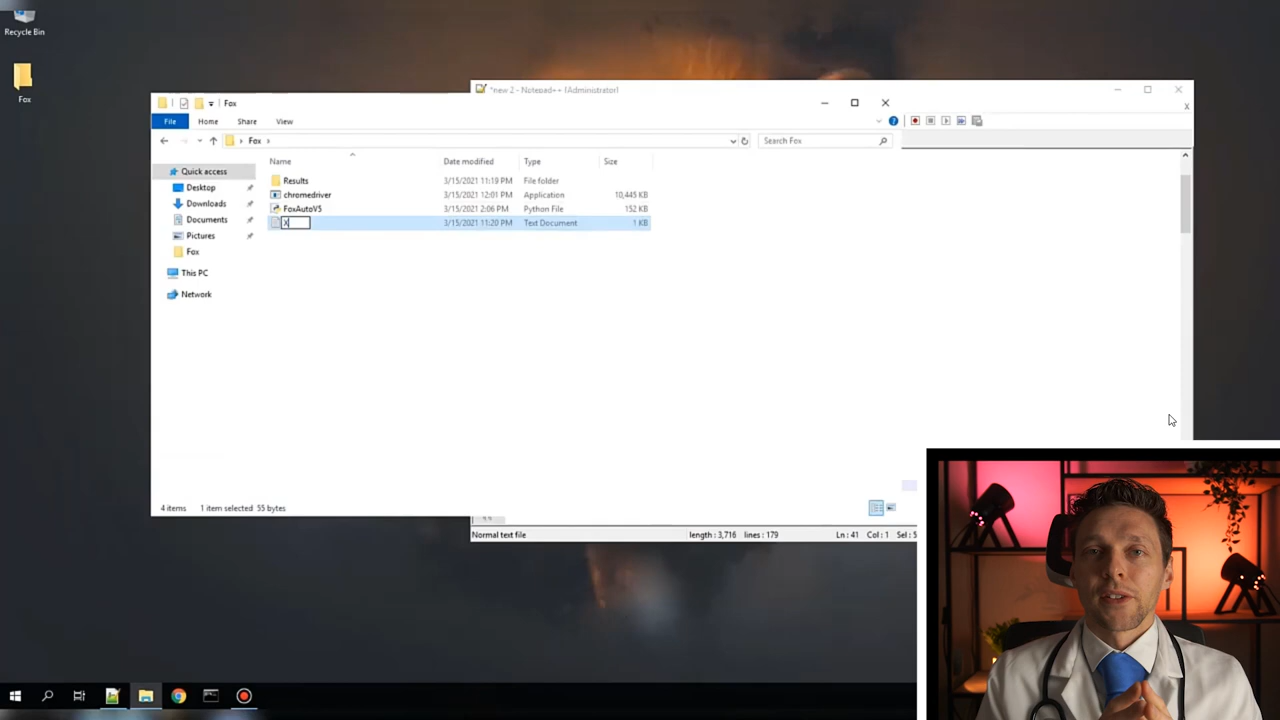 Recycle Bin
Fox
*new 2 - Notepad++ [Administrator]
Fox
File Home Share View
Fox
Search Fox
Name Date modified Type Size
Quick access
Desktop
Downloads
Documents
Pictures
Fox
This PC
Network
Results 3/15/2021 11:19 PM File folder
chromedriver 3/15/2021 12:01 PM Application 10,445 KB
FoxAutoV5 3/15/2021 2:06 PM Python File 152 KB
X 3/15/2021 11:20 PM Text Document 1 KB
4 items 1 item selected 55 bytes
Normal text file length : 3,716 lines : 179 Ln : 41 Col : 1 Sel : 5